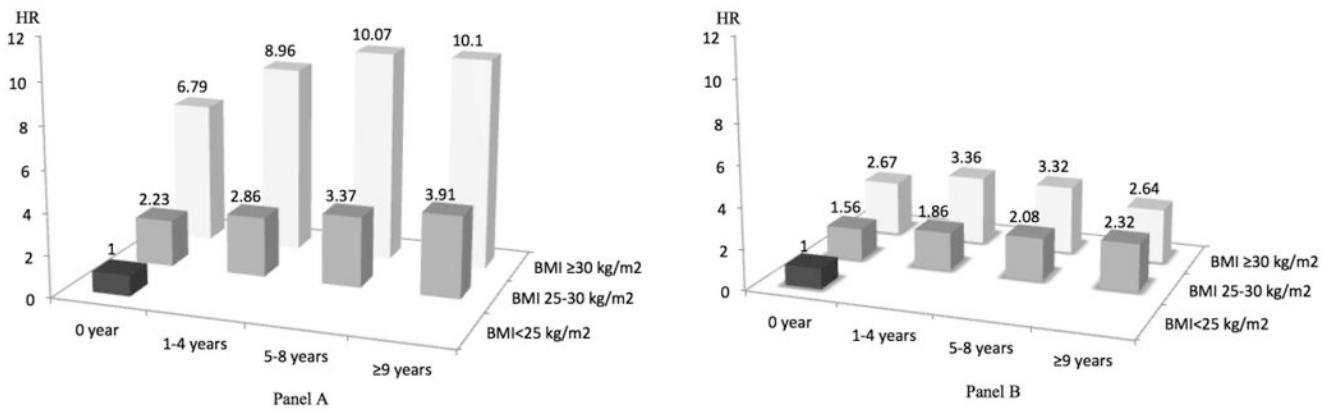 HR
12
10
8
6
4
2
0
6.79
8.96
10.07
10.1
2.23
2.86
3.37
3.91
1
BMI ≥30 kg/m2
BMI 25-30 kg/m2
BMI<25 kg/m2
0 year
1-4 years
5-8 years
≥9 years
Panel A
HR
12
10
8
6
4
2
0
2.67
3.36
3.32
2.64
1.56
1.86
2.08
2.32
1
BMI ≥30 kg/m2
BMI 25-30 kg/m2
BMI<25 kg/m2
0 year
1-4 years
5-8 years
≥9 years
Panel B